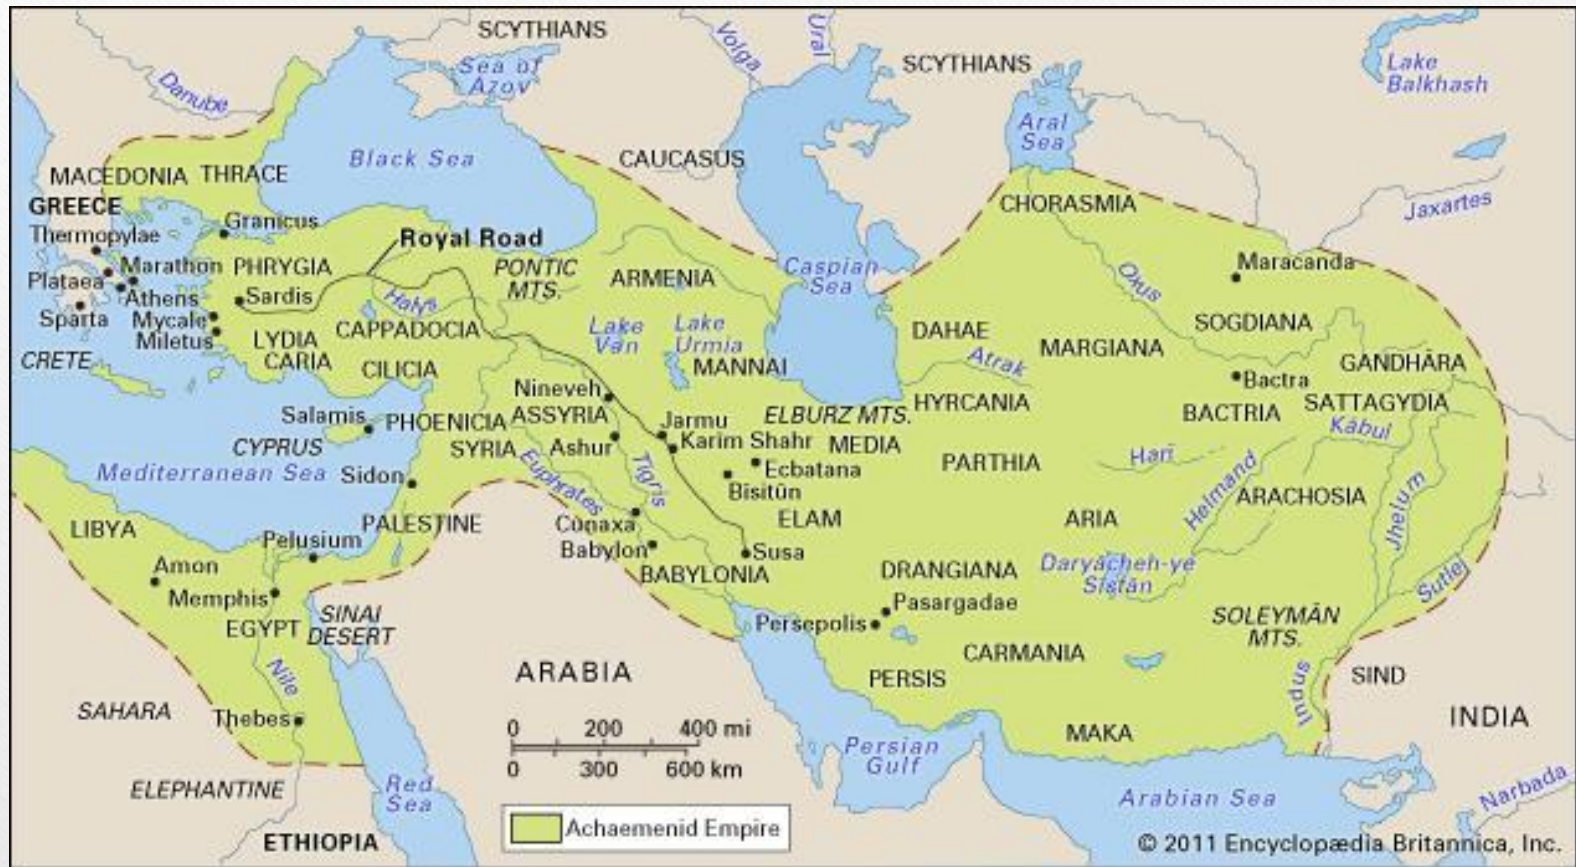 SCYTHIANS
Volga
Ural
SCYTHIANS
Sea of
Azov
Lake
Balkhash
Danube
Aral
Sea
Black Sea
CAUCASUS
MACEDONIA
THRACE
CHORASMIA
Jaxartes
GREECE
Granicus
Thermopylae
Royal Road
Maracanda
Marathon
PHRYGIA
PONTIC
MTS.
ARMENIA
Caspian
Sea
Oxus
Plataea
Athens
Sardis
Halys
Sparta
Mycale
Miletus
LYDIA
CARIA
CAPPADOCIA
Lake
Van
Lake
Urmia
DAHAE
MARGIANA
SOGDIANA
CRETE
CILICIA
MANNAI
Atrak
GANDHĀRA
Nineveh
Bactra
Salamis
PHOENICIA
ASSYRIA
Jarmu
ELBURZ MTS.
HYRCANIA
BACTRIA
SATTAGYDIA
CYPRUS
SYRIA
Ashur
Karim Shahr
MEDIA
Kābul
Mediterranean Sea
Sidon
Euphrates
Tigris
Ecbatana
Bīsitūn
PARTHIA
Harī
Helmand
ARACHOSIA
Jhelum
LIBYA
PALESTINE
Cunaxa
ELAM
ARIA
Pelusium
Babylon
Susa
Amon
BABYLONIA
DRANGIANA
Daryācheh-ye
Sīstān
Sutlej
Memphis
SINAI
DESERT
Pasargadae
Persepolis
SOLEYMĀN
MTS.
EGYPT
Nile
ARABIA
CARMANIA
PERSIS
Indus
SIND
SAHARA
Thebes
INDIA
0 200 400 mi
0 300 600 km
MAKA
Persian
Gulf
ELEPHANTINE
Red
Sea
Arabian Sea
Narbada
Achaemenid Empire
ETHIOPIA
© 2011 Encyclopædia Britannica, Inc.